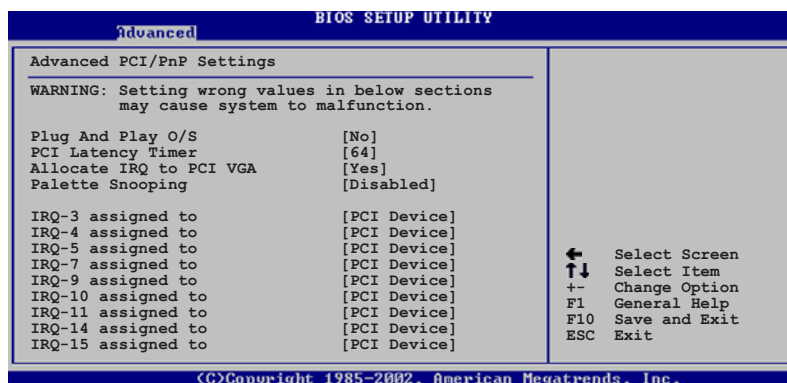 BIOS SETUP UTILITY
Advanced
Advanced PCI/PnP Settings
WARNING: Setting wrong values in below sections
may cause system to malfunction.
Plug And Play O/S [No]
PCI Latency Timer [64]
Allocate IRQ to PCI VGA [Yes]
Palette Snooping [Disabled]
IRQ-3 assigned to [PCI Device]
IRQ-4 assigned to [PCI Device]
IRQ-5 assigned to [PCI Device]
IRQ-7 assigned to [PCI Device]
IRQ-9 assigned to [PCI Device]
IRQ-10 assigned to [PCI Device]
IRQ-11 assigned to [PCI Device]
IRQ-14 assigned to [PCI Device]
IRQ-15 assigned to [PCI Device]
← Select Screen
↑↓ Select Item
+- Change Option
F1 General Help
F10 Save and Exit
ESC Exit
(C)Copyright 1985-2002, American Megatrends, Inc.